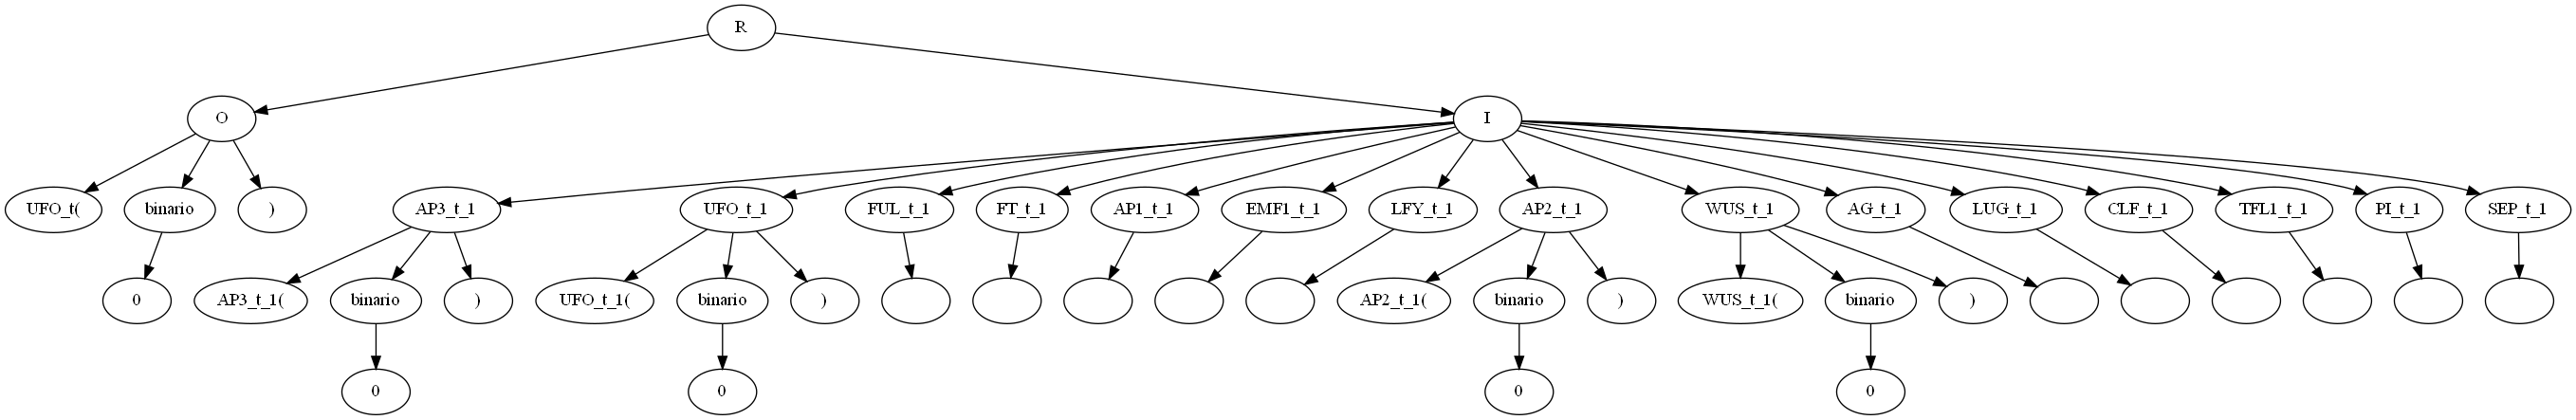 R
O I
UFO_t( binario ) AP3_t_1 UFO_t_1 FUL_t_1 FT_t_1 AP1_t_1 EMF1_t_1 LFY_t_1 AP2_t_1 WUS_t_1 AG_t_1 LUG_t_1 CLF_t_1 TFL1_t_1 PI_t_1 SEP_t_1
0 AP3_t_1( binario ) UFO_t_1( binario ) AP2_t_1( binario ) WUS_t_1( binario )
0 0 0 0